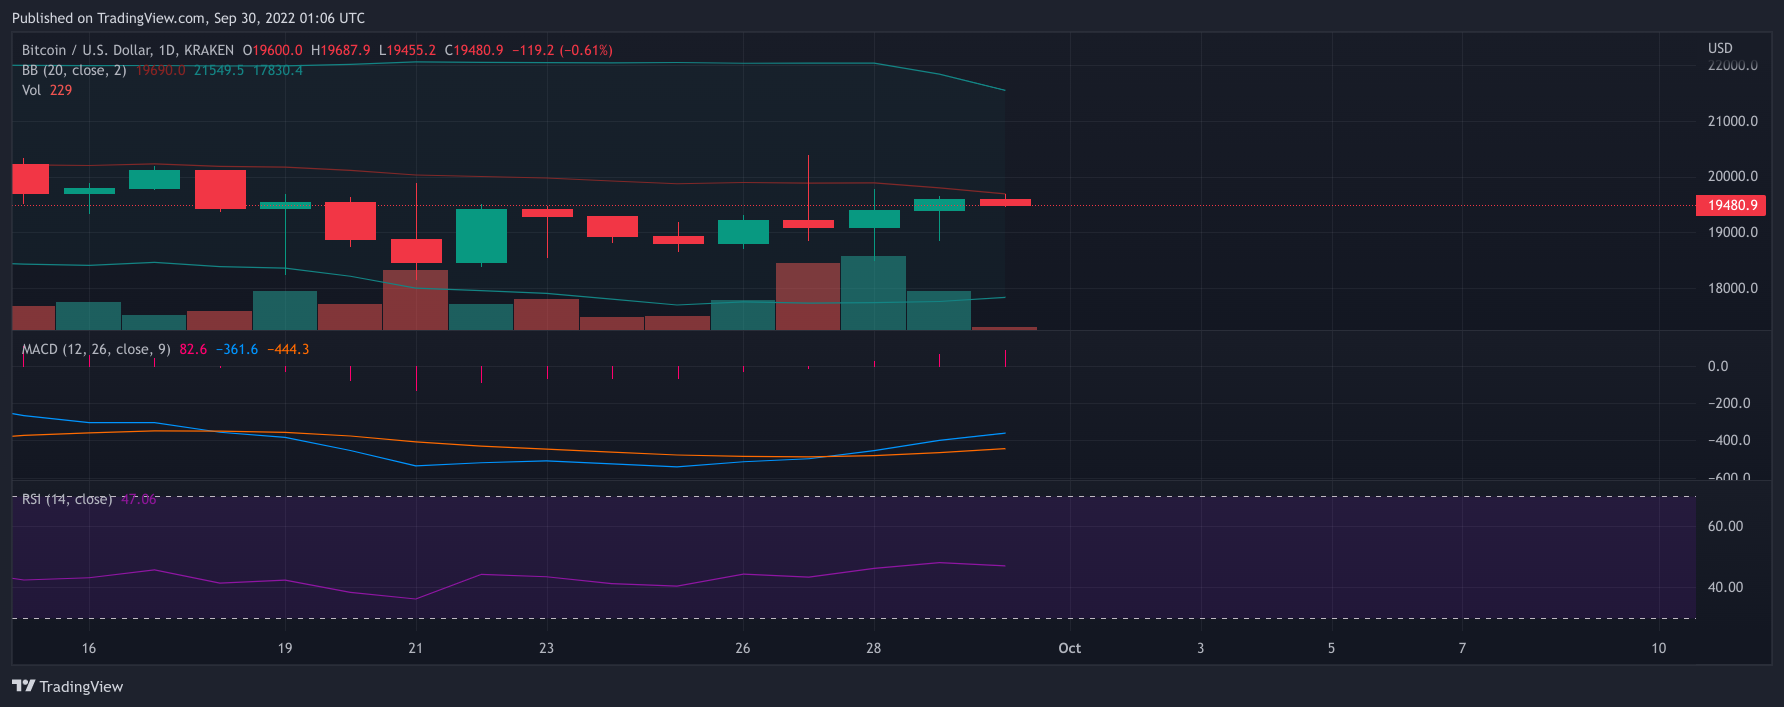 Published on TradingView.com, Sep 30, 2022 01:06 UTC
Bitcoin / U.S. Dollar, 1D, KRAKEN O19600.0 H19687.9 L19455.2 C19480.9 −119.2 (−0.61%)
BB (20, close, 2) 19690.0 21549.5 17830.4
Vol 229
USD
22000.0
21000.0
20000.0
19480.9
19000.0
18000.0
MACD (12, 26, close, 9) 82.6 −361.6 −444.3
0.0
−200.0
−400.0
−600.0
RSI (14, close) 47.06
60.00
40.00
16 19 21 23 26 28 Oct 3 5 7 10
TradingView